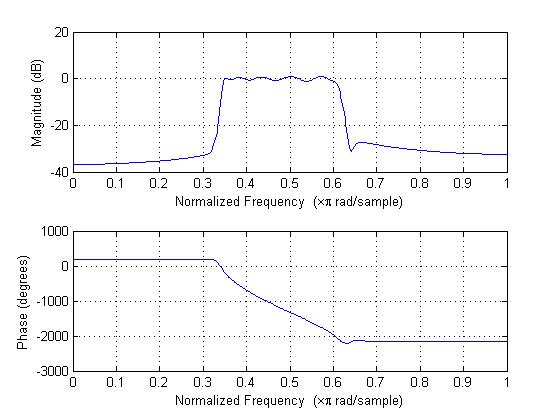 20
0
-20
-40
Magnitude (dB)
0 0.1 0.2 0.3 0.4 0.5 0.6 0.7 0.8 0.9 1
Normalized Frequency (×π rad/sample)
1000
0
-1000
-2000
-3000
Phase (degrees)
0 0.1 0.2 0.3 0.4 0.5 0.6 0.7 0.8 0.9 1
Normalized Frequency (×π rad/sample)